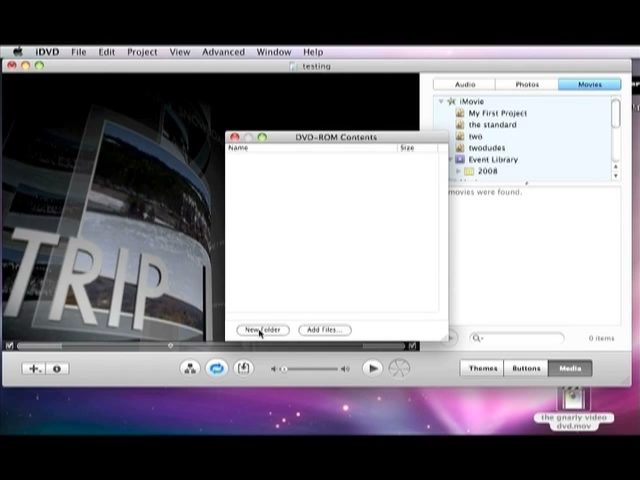 iDVD File Edit Project View Advanced Window Help
testing
Audio Photos Movies
iMovie
My First Project
the standard
two
twodudes
Event Library
2008
DVD-ROM Contents
Name Size
movies were found.
TRIP
New Folder Add Files...
0 items
Themes Buttons Media
the gnarly video
dvd.mov